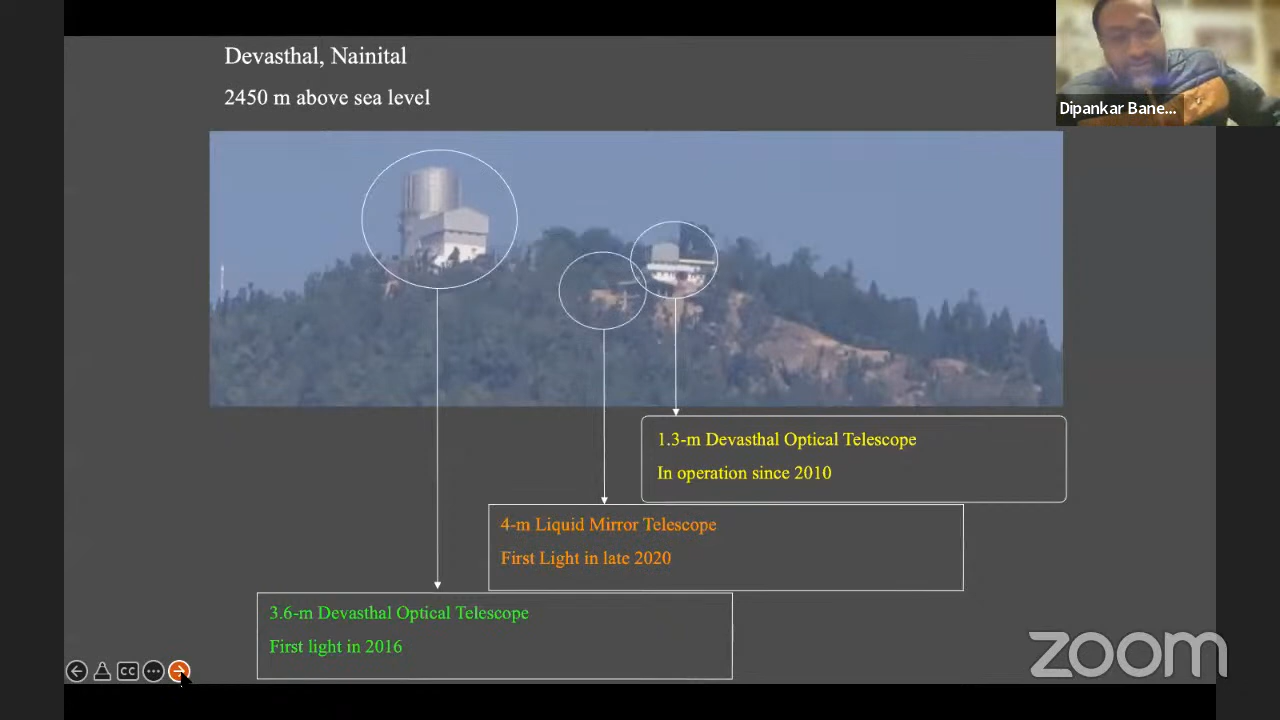 Devasthal, Nainital
2450 m above sea level
Dipankar Bane...
1.3-m Devasthal Optical Telescope
In operation since 2010
4-m Liquid Mirror Telescope
First Light in late 2020
3.6-m Devasthal Optical Telescope
First light in 2016
CC
zoom